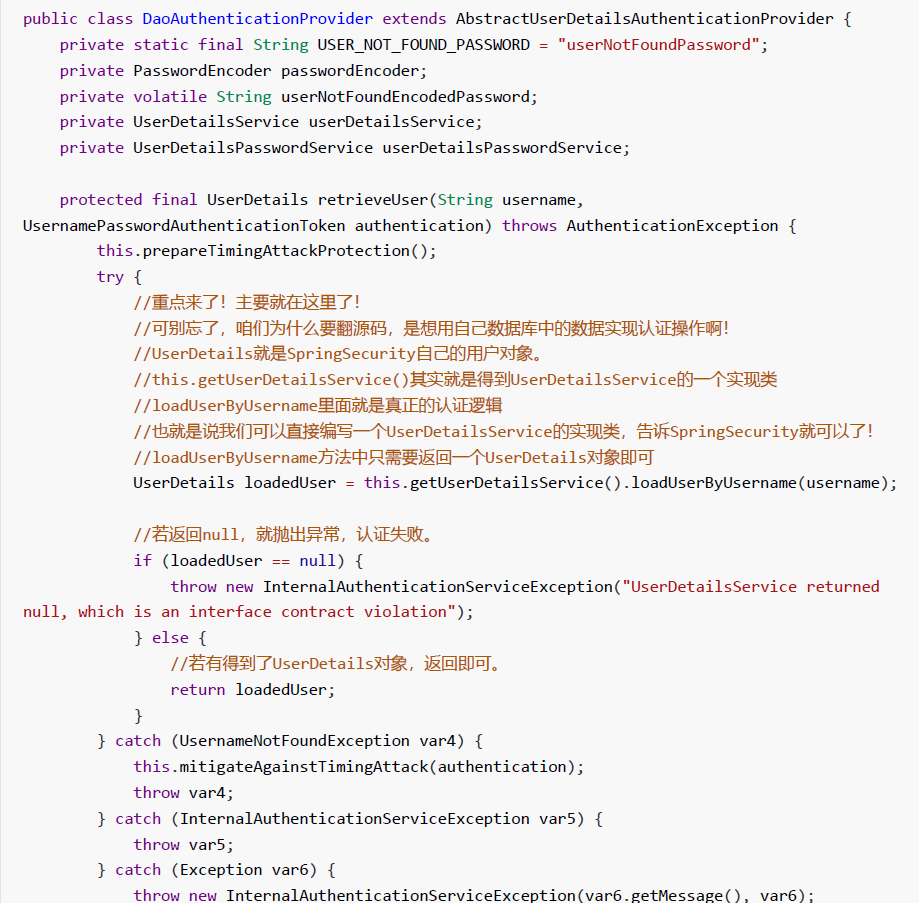 public class DaoAuthenticationProvider extends AbstractUserDetailsAuthenticationProvider {
    private static final String USER_NOT_FOUND_PASSWORD = "userNotFoundPassword";
    private PasswordEncoder passwordEncoder;
    private volatile String userNotFoundEncodedPassword;
    private UserDetailsService userDetailsService;
    private UserDetailsPasswordService userDetailsPasswordService;

    protected final UserDetails retrieveUser(String username,
UsernamePasswordAuthenticationToken authentication) throws AuthenticationException {
        this.prepareTimingAttackProtection();
        try {
            //重点来了！主要就在这里了！
            //可别忘了，咱们为什么要翻源码，是想用自己数据库中的数据实现认证操作啊！
            //UserDetails就是SpringSecurity自己的用户对象。
            //this.getUserDetailsService()其实就是得到UserDetailsService的一个实现类
            //loadUserByUsername里面就是真正的认证逻辑
            //也就是说我们可以直接编写一个UserDetailsService的实现类，告诉SpringSecurity就可以了！
            //loadUserByUsername方法中只需要返回一个UserDetails对象即可
            UserDetails loadedUser = this.getUserDetailsService().loadUserByUsername(username);

            //若返回null，就抛出异常，认证失败。
            if (loadedUser == null) {
                throw new InternalAuthenticationServiceException("UserDetailsService returned
null, which is an interface contract violation");
            } else {
                //若有得到了UserDetails对象，返回即可。
                return loadedUser;
            }
        } catch (UsernameNotFoundException var4) {
            this.mitigateAgainstTimingAttack(authentication);
            throw var4;
        } catch (InternalAuthenticationServiceException var5) {
            throw var5;
        } catch (Exception var6) {
            throw new InternalAuthenticationServiceException(var6.getMessage(), var6);